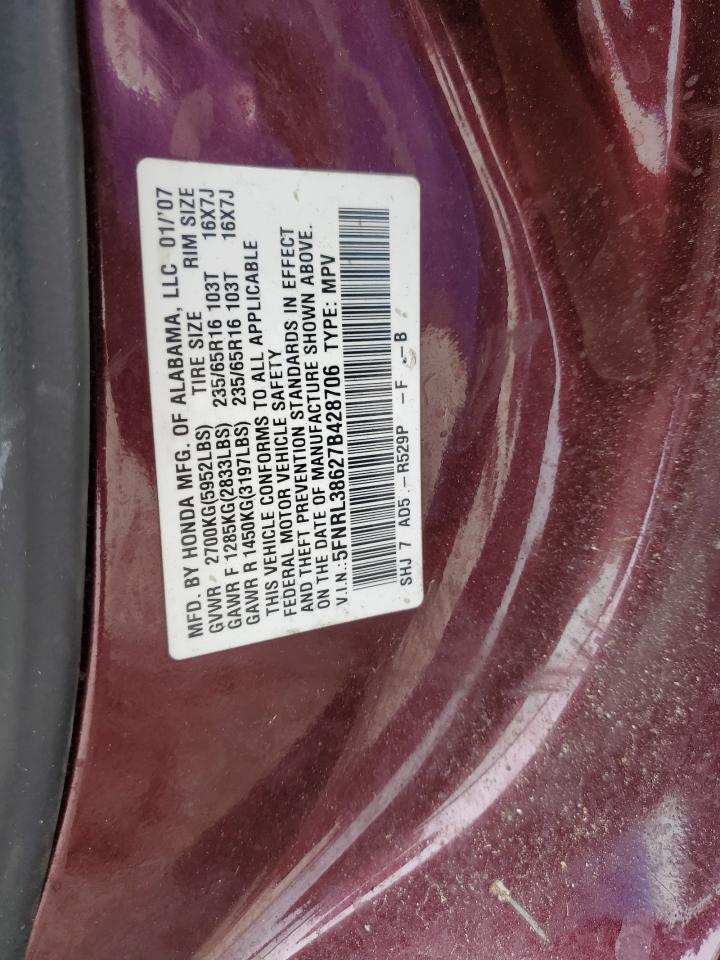 MFD. BY HONDA MFG. OF ALABAMA, LLC 01/'07
GVWR 2700KG(5952LBS) TIRE SIZE RIM SIZE
GAWR F 1285KG(2833LBS) 235/65R16 103T 16X7J
GAWR R 1450KG(3197LBS) 235/65R16 103T 16X7J
THIS VEHICLE CONFORMS TO ALL APPLICABLE
FEDERAL MOTOR VEHICLE SAFETY
AND THEFT PREVENTION STANDARDS IN EFFECT
ON THE DATE OF MANUFACTURE SHOWN ABOVE.
V.I.N.:5FNRL38627B428706 TYPE: MPV
SHJ 7 AD5 -R529P -F -B